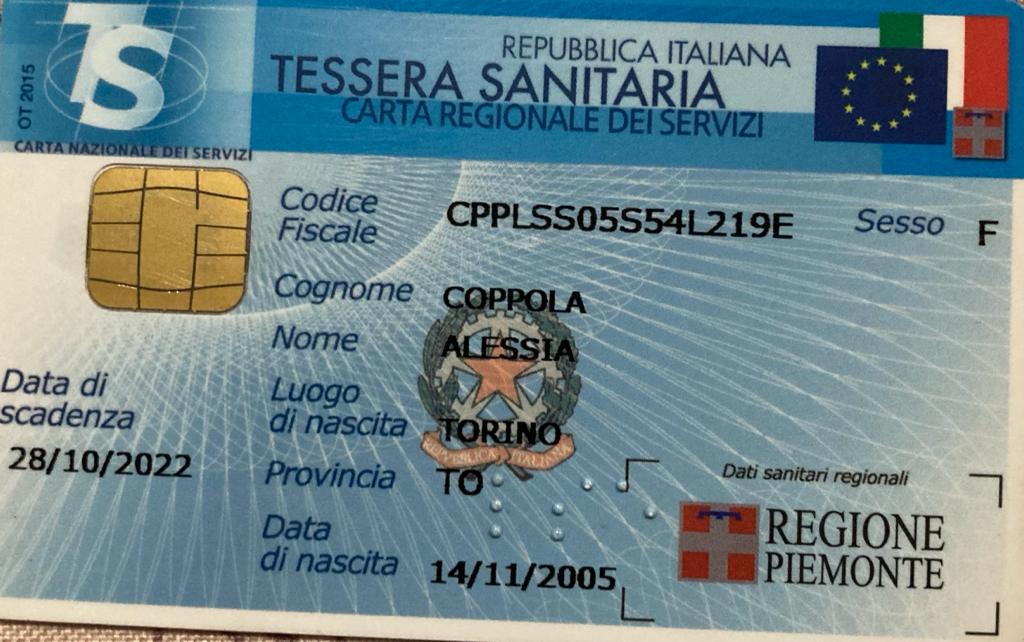 TS
OT 2015
CARTA NAZIONALE DEI SERVIZI
REPUBBLICA ITALIANA
TESSERA SANITARIA
CARTA REGIONALE DEI SERVIZI
Codice Fiscale CPPLSS05S54L219E Sesso F
Cognome COPPOLA
Nome ALESSIA
Luogo di nascita TORINO
Provincia TO
Data di nascita 14/11/2005
Data di scadenza
28/10/2022
REPUBBLICA ITALIANA
Dati sanitari regionali
REGIONE
PIEMONTE